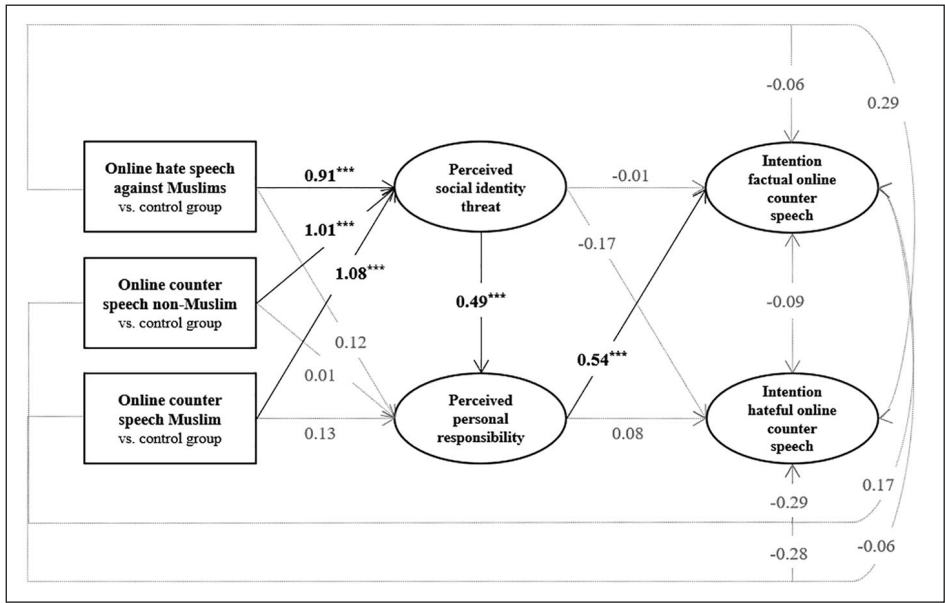 -0.06
0.29
Online hate speech
against Muslims
vs. control group
0.91***
Perceived
social identity
threat
-0.01
Intention
factual online
counter
speech
1.01***
-0.17
1.08***
Online counter
speech non-Muslim
vs. control group
0.49***
-0.09
0.12
0.54***
0.01
Online counter
speech Muslim
vs. control group
0.13
Perceived
personal
responsibility
0.08
Intention
hateful online
counter
speech
0.17
-0.29
-0.28
-0.06